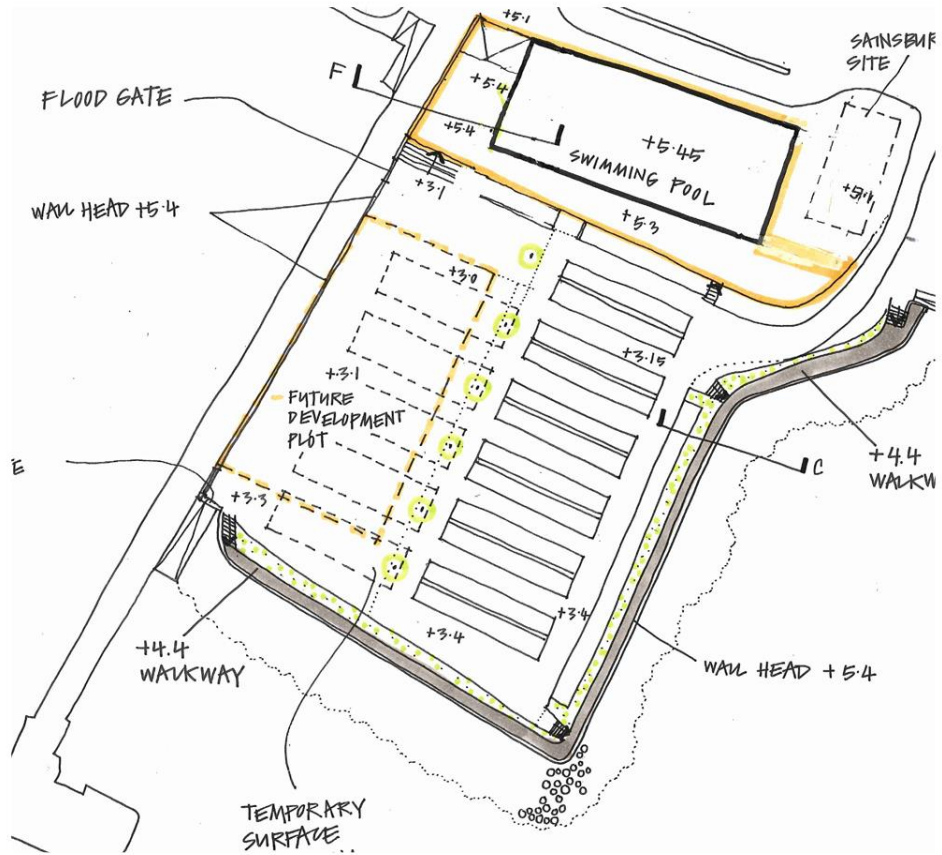 +5.1
SAINSBUR
SITE
F
FLOOD GATE
+5.4
+5.45
SWIMMING POOL
+5.4
+3.1
WALL HEAD +5.4
+5.3
+3.0
+3.15
+3.1
FUTURE
DEVELOPMENT
PLOT
C
+4.4
WALKW
E
+3.3
+3.4
+3.4
+4.4
WALKWAY
WALL HEAD +5.4
TEMPORARY
SURFACE